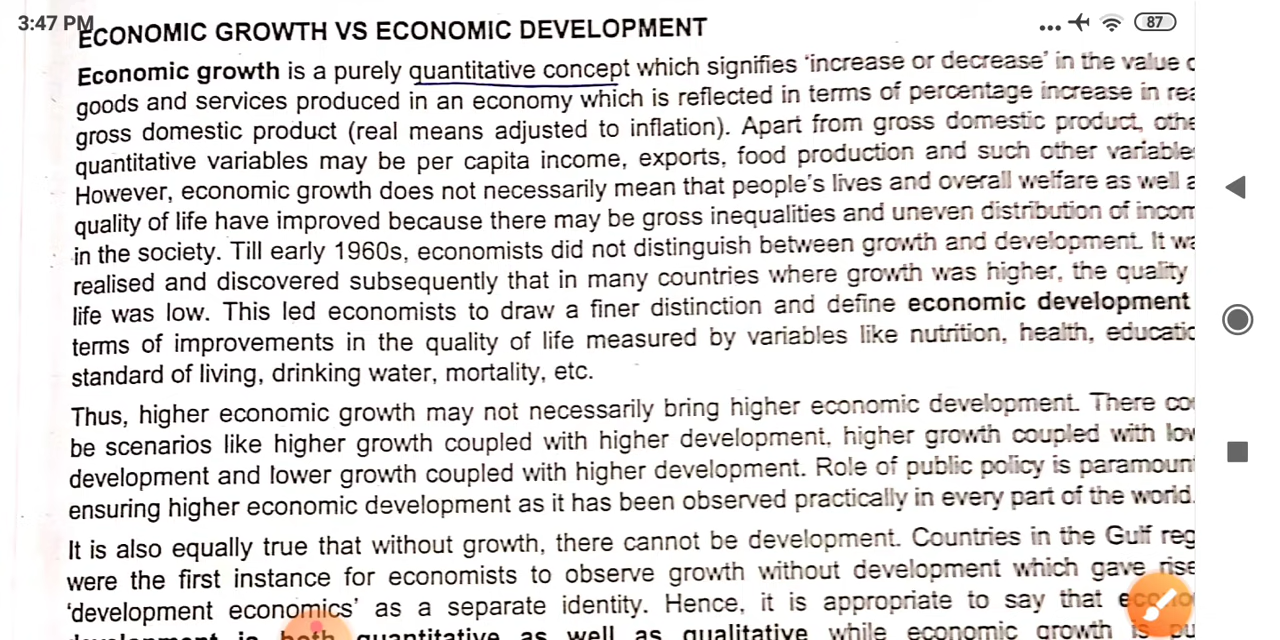 3:47 PM
87
ECONOMIC GROWTH VS ECONOMIC DEVELOPMENT
Economic growth is a purely quantitative concept which signifies 'increase or decrease' in the value
goods and services produced in an economy which is reflected in terms of percentage increase in
gross domestic product (real means adjusted to inflation). Apart from gross domestic product,
quantitative variables may be per capita income, exports, food production and such other
However, economic growth does not necessarily mean that people's lives and overall welfare as well
quality of life have improved because there may be gross inequalities and uneven distribution of
in the society. Till early 1960s, economists did not distinguish between growth and development. It
realised and discovered subsequently that in many countries where growth was higher, the quality
life was low. This led economists to draw a finer distinction and define economic development
terms of improvements in the quality of life measured by variables like nutrition, health,
standard of living, drinking water, mortality, etc.
Thus, higher economic growth may not necessarily bring higher economic development. There
be scenarios like higher growth coupled with higher development, higher growth coupled with
development and lower growth coupled with higher development. Role of public policy is
ensuring higher economic development as it has been observed practically in every part of the world.
It is also equally true that without growth, there cannot be development. Countries in the Gulf
were the first instance for economists to observe growth without development which gave
'development economics' as a separate identity. Hence, it is appropriate to say that
is both quantitative as well as qualitative while economic growth is